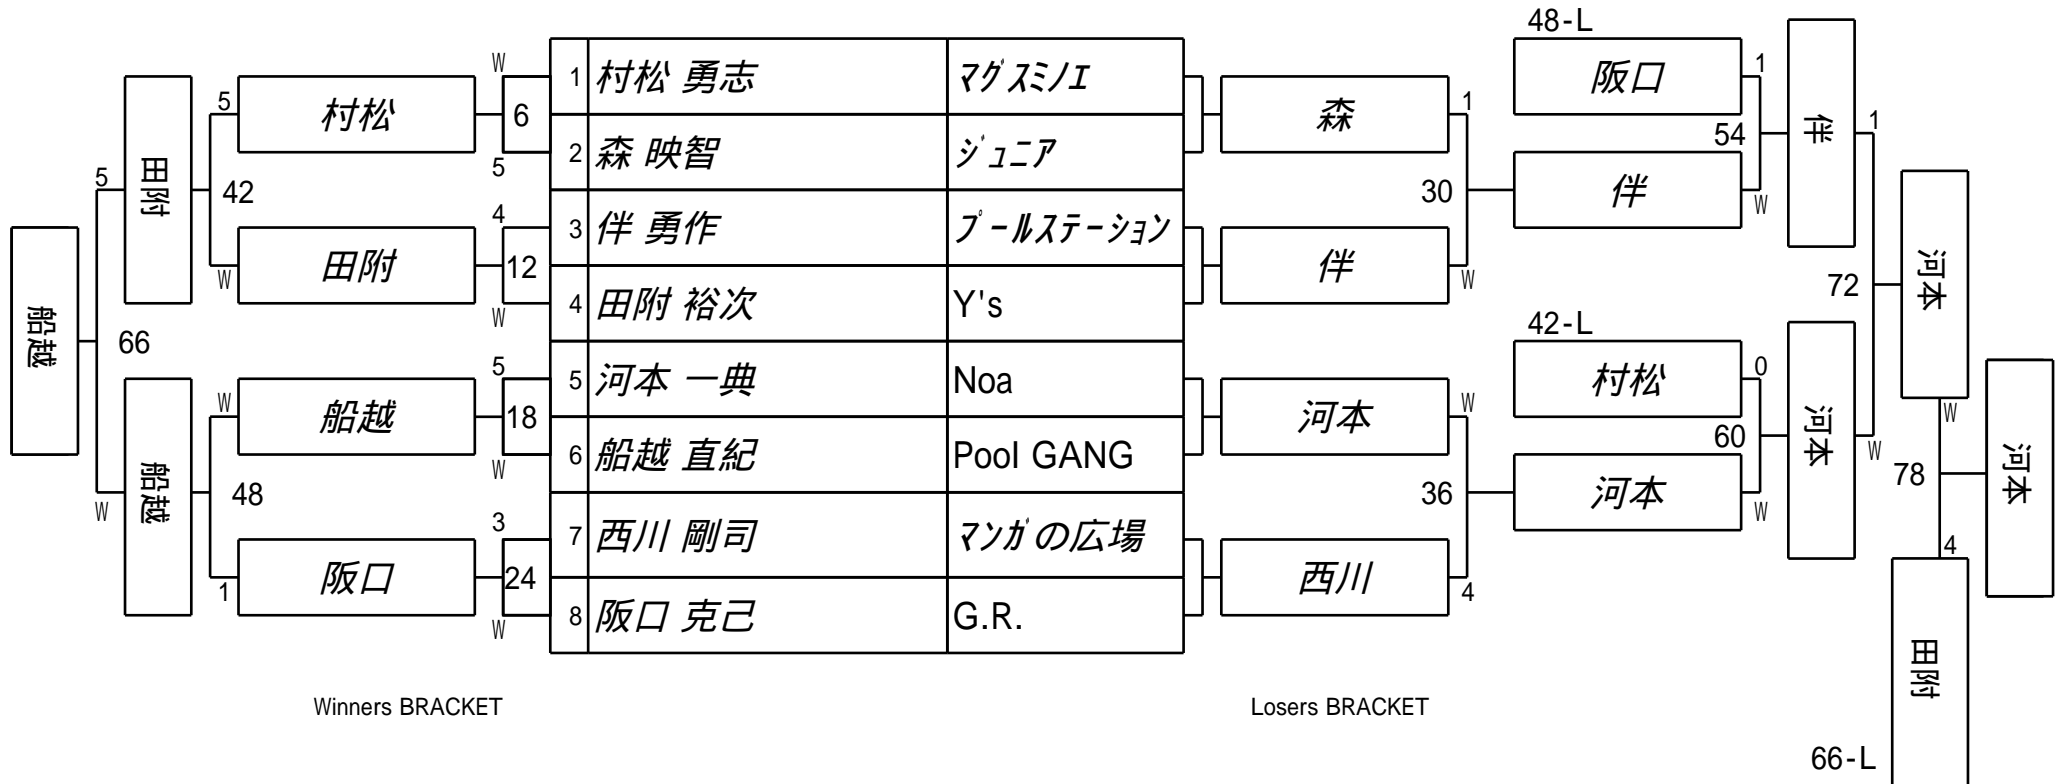 48-L
W
1 村松 勇志 マグスミノエ
阪口 1
5 村松 6 森 1 伴 1
2 森 映智 ジュニア
54
5 田附 42 5 30 伴 W 河本
4
3 伴 勇作 プールステーション
W 田附 12 伴 W 72
4 田附 裕次 Y's
W
船越 66 42-L
5
5 河本 一典 Noa
村松 0
W 船越 18 河本 W 河本 W 河本
60
6 船越 直紀 Pool GANG
W
W 船越 48 36 河本 W 78
3
7 西川 剛司 マンガの広場
1 阪口 24 西川 4 4
8 阪口 克己 G.R.
W
田附
Winners BRACKET Losers BRACKET
66-L